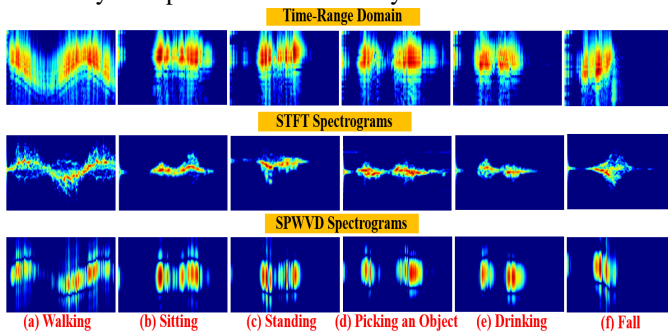 Time-Range Domain
STFT Spectrograms
SPWVD Spectrograms
(a) Walking (b) Sitting (c) Standing (d) Picking an Object (e) Drinking (f) Fall